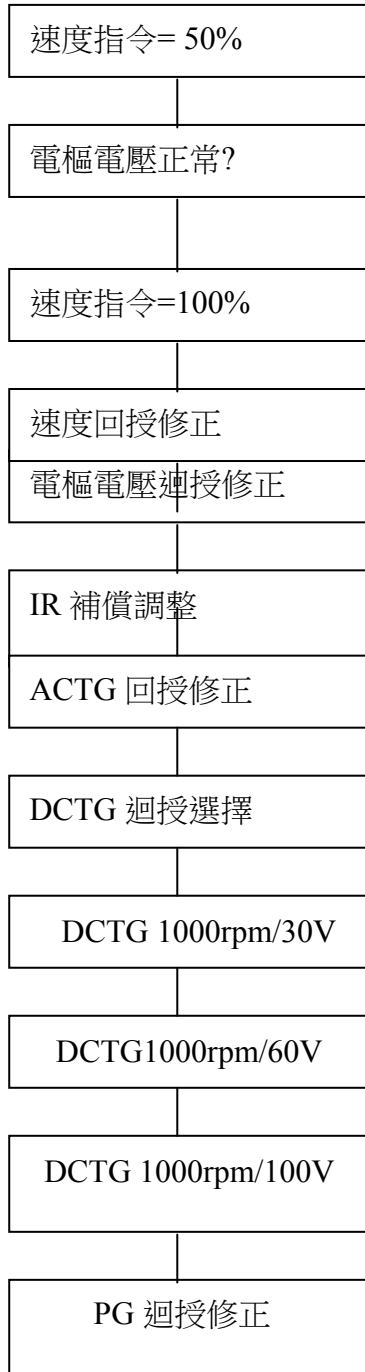 速度指令= 50%
電樞電壓正常?
速度指令=100%
速度回授修正
電樞電壓迴授修正
IR 補償調整
ACTG 回授修正
DCTG 迴授選擇
DCTG 1000rpm/30V
DCTG1000rpm/60V
DCTG 1000rpm/100V
PG 迴授修正